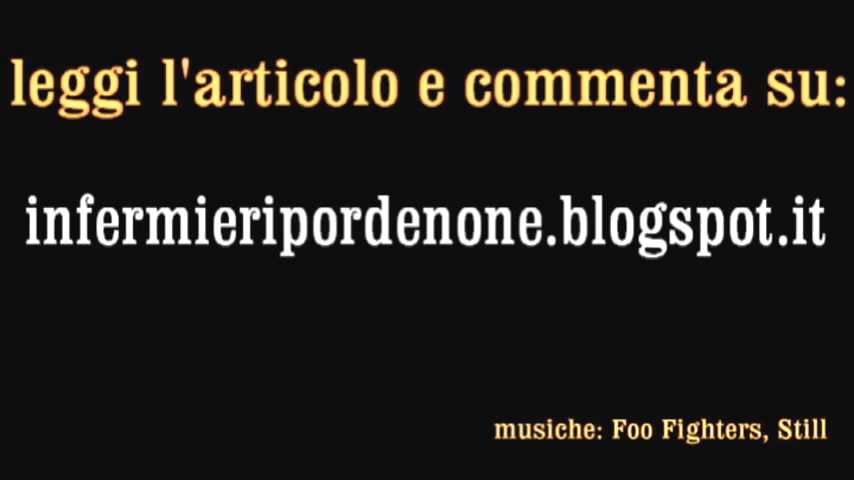 leggi l'articolo e commenta su:
infermieripordenone.blogspot.it
musiche: Foo Fighters, Still